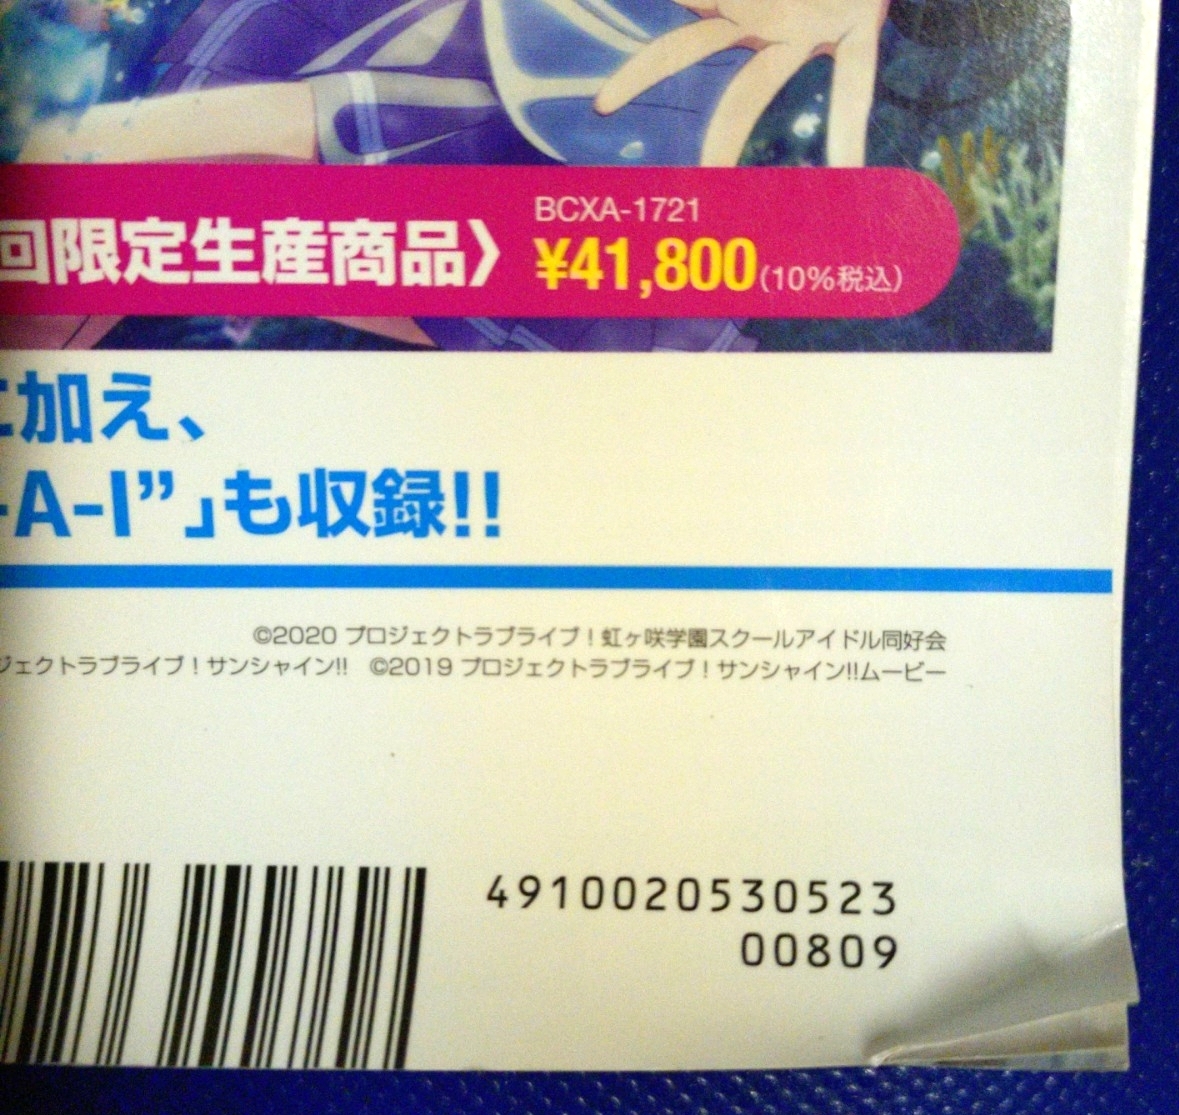 BCXA-1721
回限定生産商品〉 ¥41,800(10%税込)
に加え、
-A-I”」も収録!!
©2020 プロジェクトラブライブ！虹ヶ咲学園スクールアイドル同好会
ジェクトラブライブ！サンシャイン!! ©2019 プロジェクトラブライブ！サンシャイン!!ムービー
4910020530523
00809